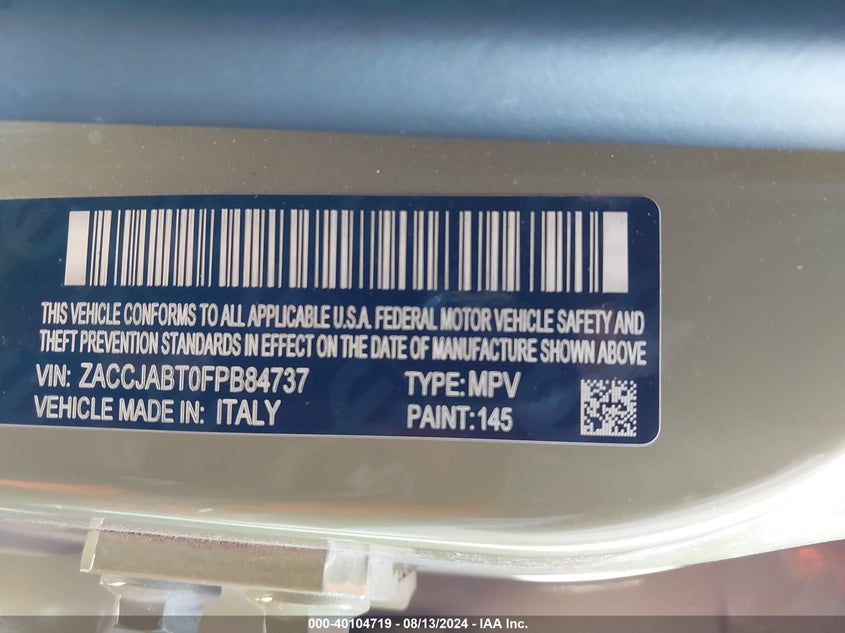 THIS VEHICLE CONFORMS TO ALL APPLICABLE U.S.A. FEDERAL MOTOR VEHICLE SAFETY AND
THEFT PREVENTION STANDARDS IN EFFECT ON THE DATE OF MANUFACTURE SHOWN ABOVE
VIN: ZACCJABT0FPB84737 TYPE: MPV
VEHICLE MADE IN: ITALY PAINT: 145
000-40104719 - 08/13/2024 - IAA Inc.